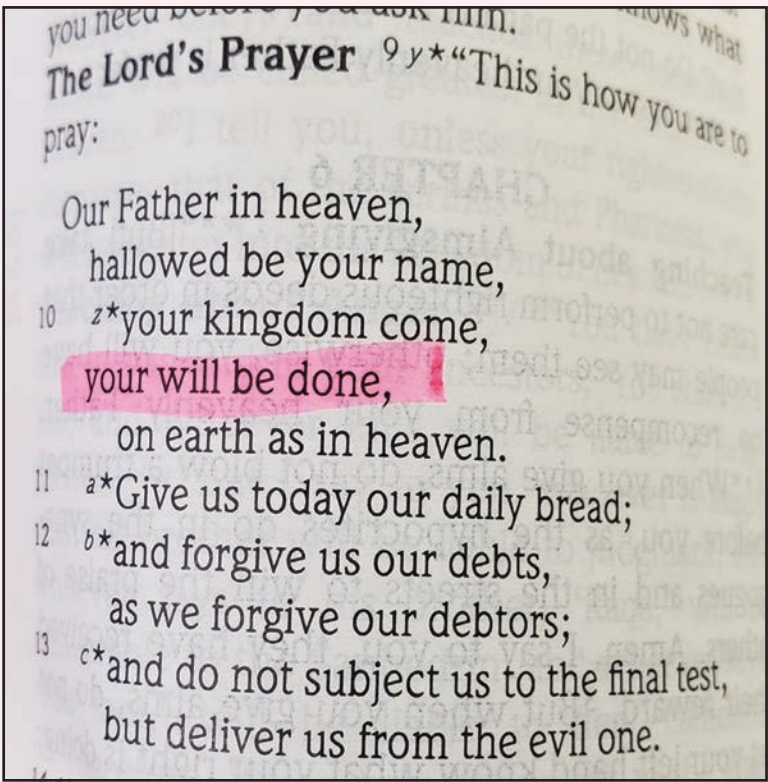 you need before you ask him.
knows what
The Lord's Prayer 9 y*“This is how you are to
pray:
Our Father in heaven,
hallowed be your name,
10 z*your kingdom come,
your will be done,
on earth as in heaven.
11 a*Give us today our daily bread;
12 b*and forgive us our debts,
as we forgive our debtors;
13 c*and do not subject us to the final test,
but deliver us from the evil one.